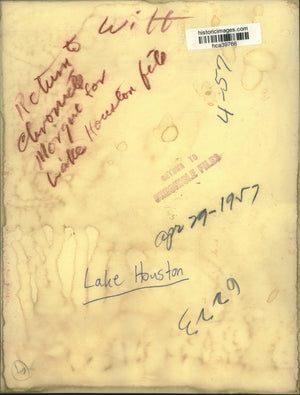 Witt
historicimages.com
hca39766
Return to
Chronicle
Morgue for
Lake Houston file
4-57
RETURN TO
CHRONICLE FILES
Apr 29-1957
Lake Houston